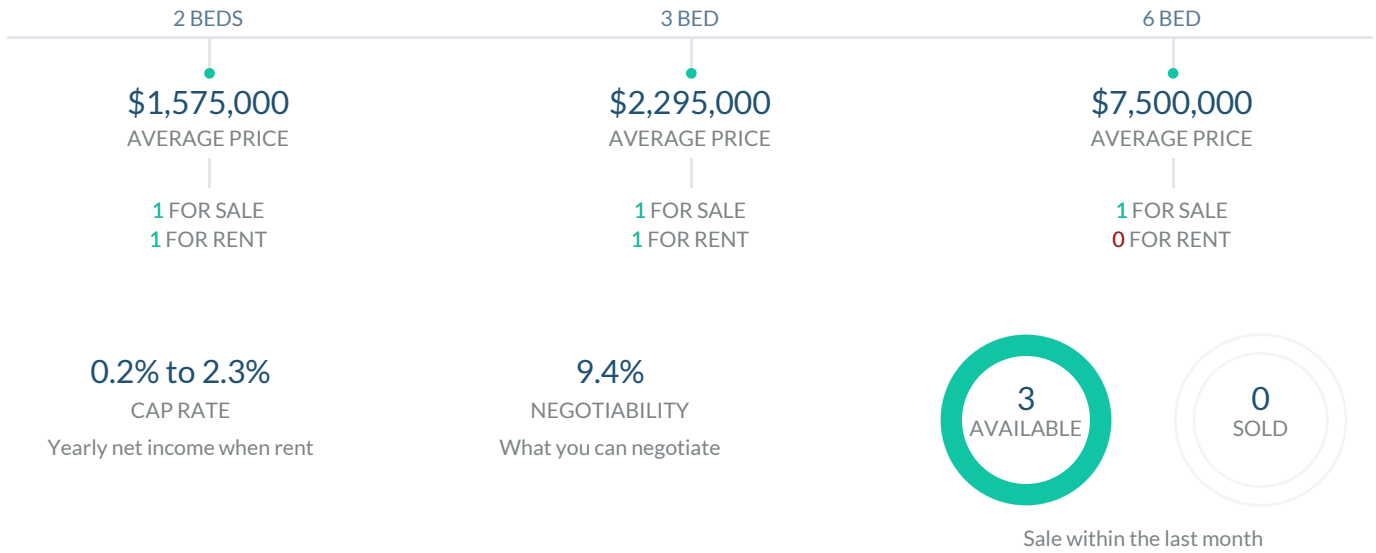 2 BEDS
3 BED
6 BED
$1,575,000
$2,295,000
$7,500,000
AVERAGE PRICE
AVERAGE PRICE
AVERAGE PRICE
1 FOR SALE
1 FOR SALE
1 FOR SALE
1 FOR RENT
1 FOR RENT
0 FOR RENT
0.2% to 2.3%
CAP RATE
Yearly net income when rent
9.4%
NEGOTIABILITY
What you can negotiate
3
AVAILABLE
0
SOLD
Sale within the last month